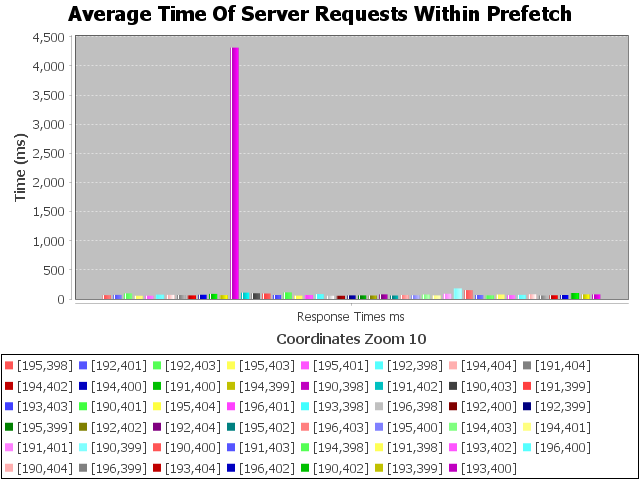 Average Time Of Server Requests Within Prefetch
4,500
4,000
3,500
3,000
2,500
2,000
1,500
1,000
500
0
Time (ms)
Response Times ms
Coordinates Zoom 10
[195,398] [192,401] [192,403] [195,403] [195,401] [192,398] [194,404] [191,404]
[194,402] [194,400] [191,400] [194,399] [190,398] [191,402] [190,403] [191,399]
[193,403] [190,401] [195,404] [196,401] [193,398] [196,398] [192,400] [192,399]
[195,399] [192,402] [192,404] [195,402] [196,403] [195,400] [194,403] [194,401]
[191,401] [190,399] [190,400] [191,403] [194,398] [191,398] [193,402] [196,400]
[190,404] [196,399] [193,404] [196,402] [190,402] [193,399] [193,400]